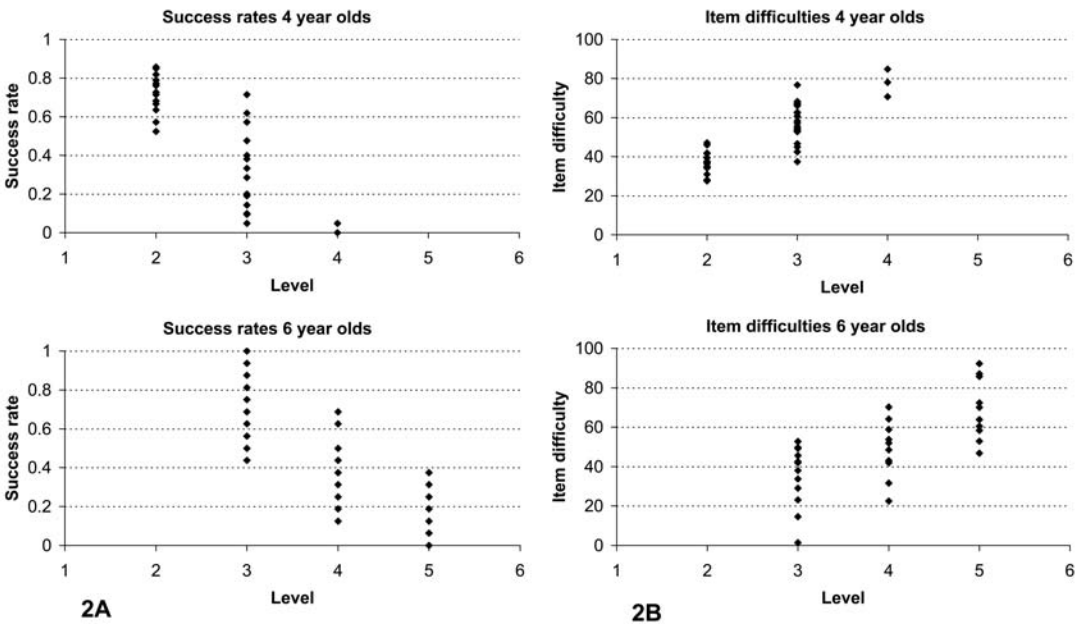 Success rates 4 year olds
1
0.8
0.6
0.4
0.2
0
1 2 3 4 5 6
Success rate
Level
Item difficulties 4 year olds
100
80
60
40
20
0
1 2 3 4 5 6
Item difficulty
Level
Success rates 6 year olds
1
0.8
0.6
0.4
0.2
0
1 2 3 4 5 6
Success rate
Level
2A
Item difficulties 6 year olds
100
80
60
40
20
0
1 2 3 4 5 6
Item difficulty
Level
2B